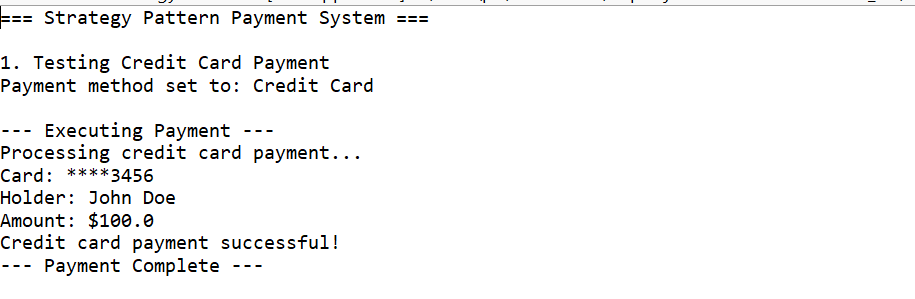 === Strategy Pattern Payment System ===
1. Testing Credit Card Payment
Payment method set to: Credit Card
--- Executing Payment ---
Processing credit card payment...
Card: ****3456
Holder: John Doe
Amount: $100.0
Credit card payment successful!
--- Payment Complete ---